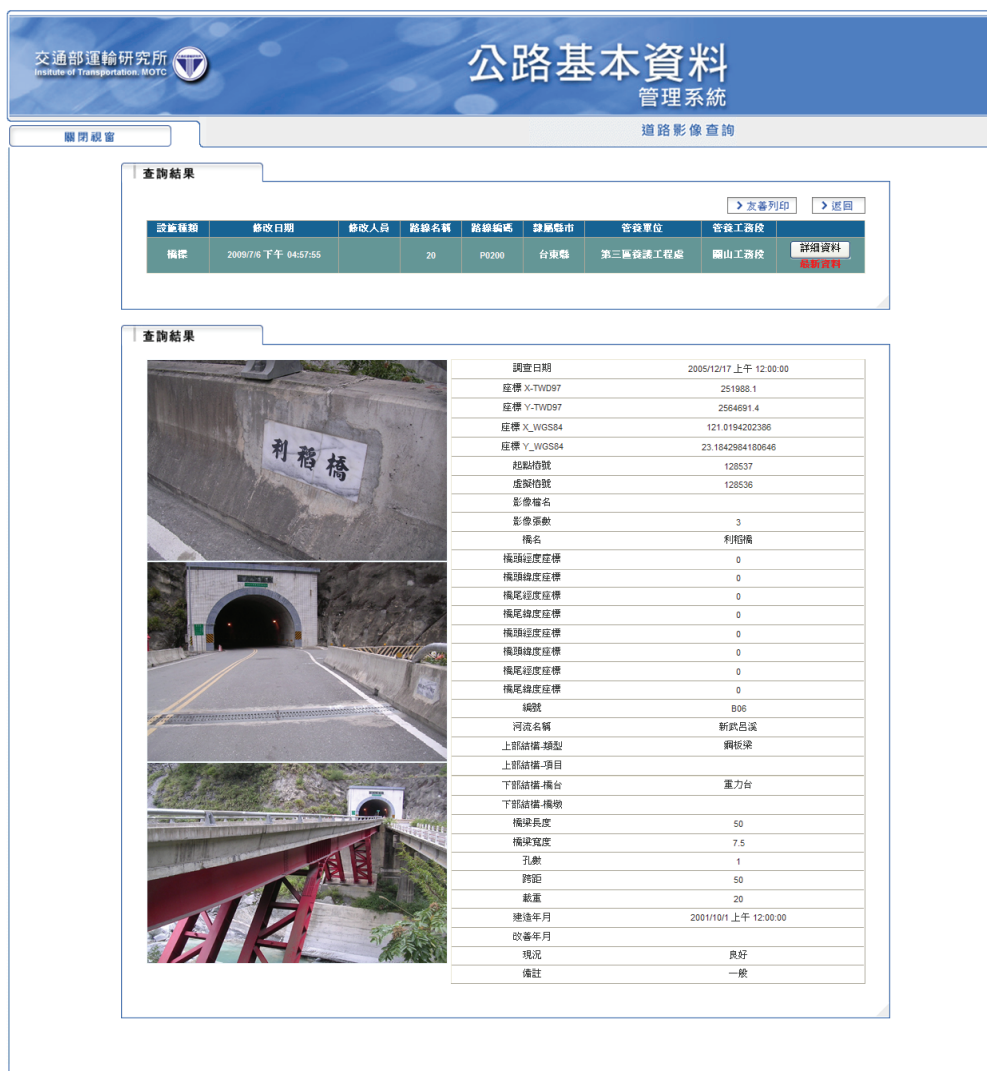 交通部運輸研究所
Insitute of Transportation. MOTC
公路基本資料
管理系統
關閉視窗
道路影像查詢
查詢結果
友善列印 返回
設施種類 修改日期 修改人員 路線名稱 路線編碼 隸屬縣市 管養單位 管養工務段
橋樑 2009/7/6 下午 04:57:55 20 P0200 台東縣 第三區養護工程處 關山工務段 詳細資料
最新資料
查詢結果
利稻橋
調查日期 2005/12/17 上午 12:00:00
座標 X-TWD97 251988.1
座標 Y-TWD97 2564691.4
座標 X_WGS84 121.0194202386
座標 Y_WGS84 23.1842984180646
起點樁號 128537
虛擬樁號 128536
影像檔名
影像張數 3
橋名 利稻橋
橋頭經度座標 0
橋頭緯度座標 0
橋尾經度座標 0
橋尾緯度座標 0
橋頭經度座標 0
橋頭緯度座標 0
橋尾經度座標 0
橋尾緯度座標 0
編號 B06
河流名稱 新武呂溪
上部結構-類型 鋼板梁
上部結構-項目
下部結構-橋台 重力台
下部結構-橋墩
橋梁長度 50
橋梁寬度 7.5
孔數 1
跨距 50
載重 20
建造年月 2001/10/1 上午 12:00:00
改善年月
現況 良好
備註 一般